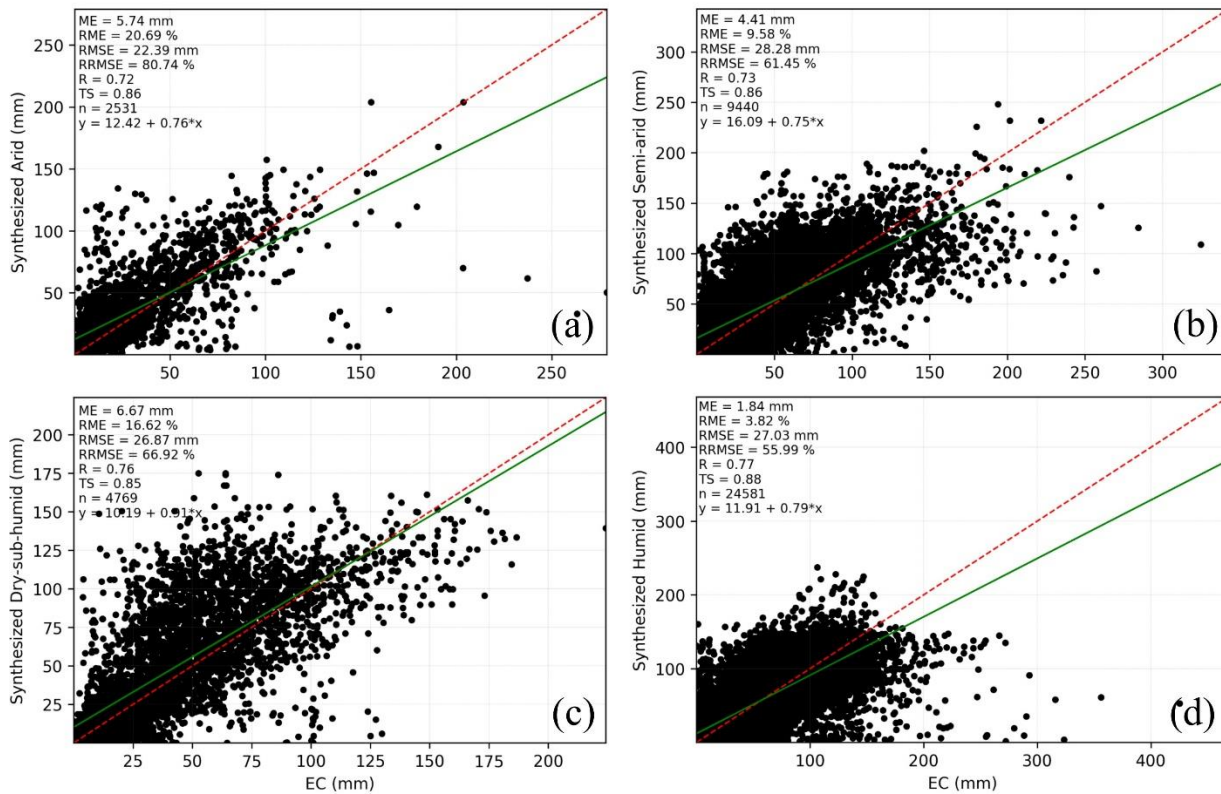 ME = 5.74 mm
RME = 20.69 %
RMSE = 22.39 mm
RRMSE = 80.74 %
R = 0.72
TS = 0.86
n = 2531
y = 12.42 + 0.76*x
Synthesized Arid (mm)
250
200
150
100
50
50 100 150 200 250
(a)
ME = 4.41 mm
RME = 9.58 %
RMSE = 28.28 mm
RRMSE = 61.45 %
R = 0.73
TS = 0.86
n = 9440
y = 16.09 + 0.75*x
Synthesized Semi-arid (mm)
300
250
200
150
100
50
50 100 150 200 250 300
(b)
ME = 6.67 mm
RME = 16.62 %
RMSE = 26.87 mm
RRMSE = 66.92 %
R = 0.76
TS = 0.85
n = 4769
y = 10.19 + 0.91*x
Synthesized Dry-sub-humid (mm)
200
175
150
125
100
75
50
25
25 50 75 100 125 150 175 200
EC (mm)
(c)
ME = 1.84 mm
RME = 3.82 %
RMSE = 27.03 mm
RRMSE = 55.99 %
R = 0.77
TS = 0.88
n = 24581
y = 11.91 + 0.79*x
Synthesized Humid (mm)
400
300
200
100
100 200 300 400
EC (mm)
(d)